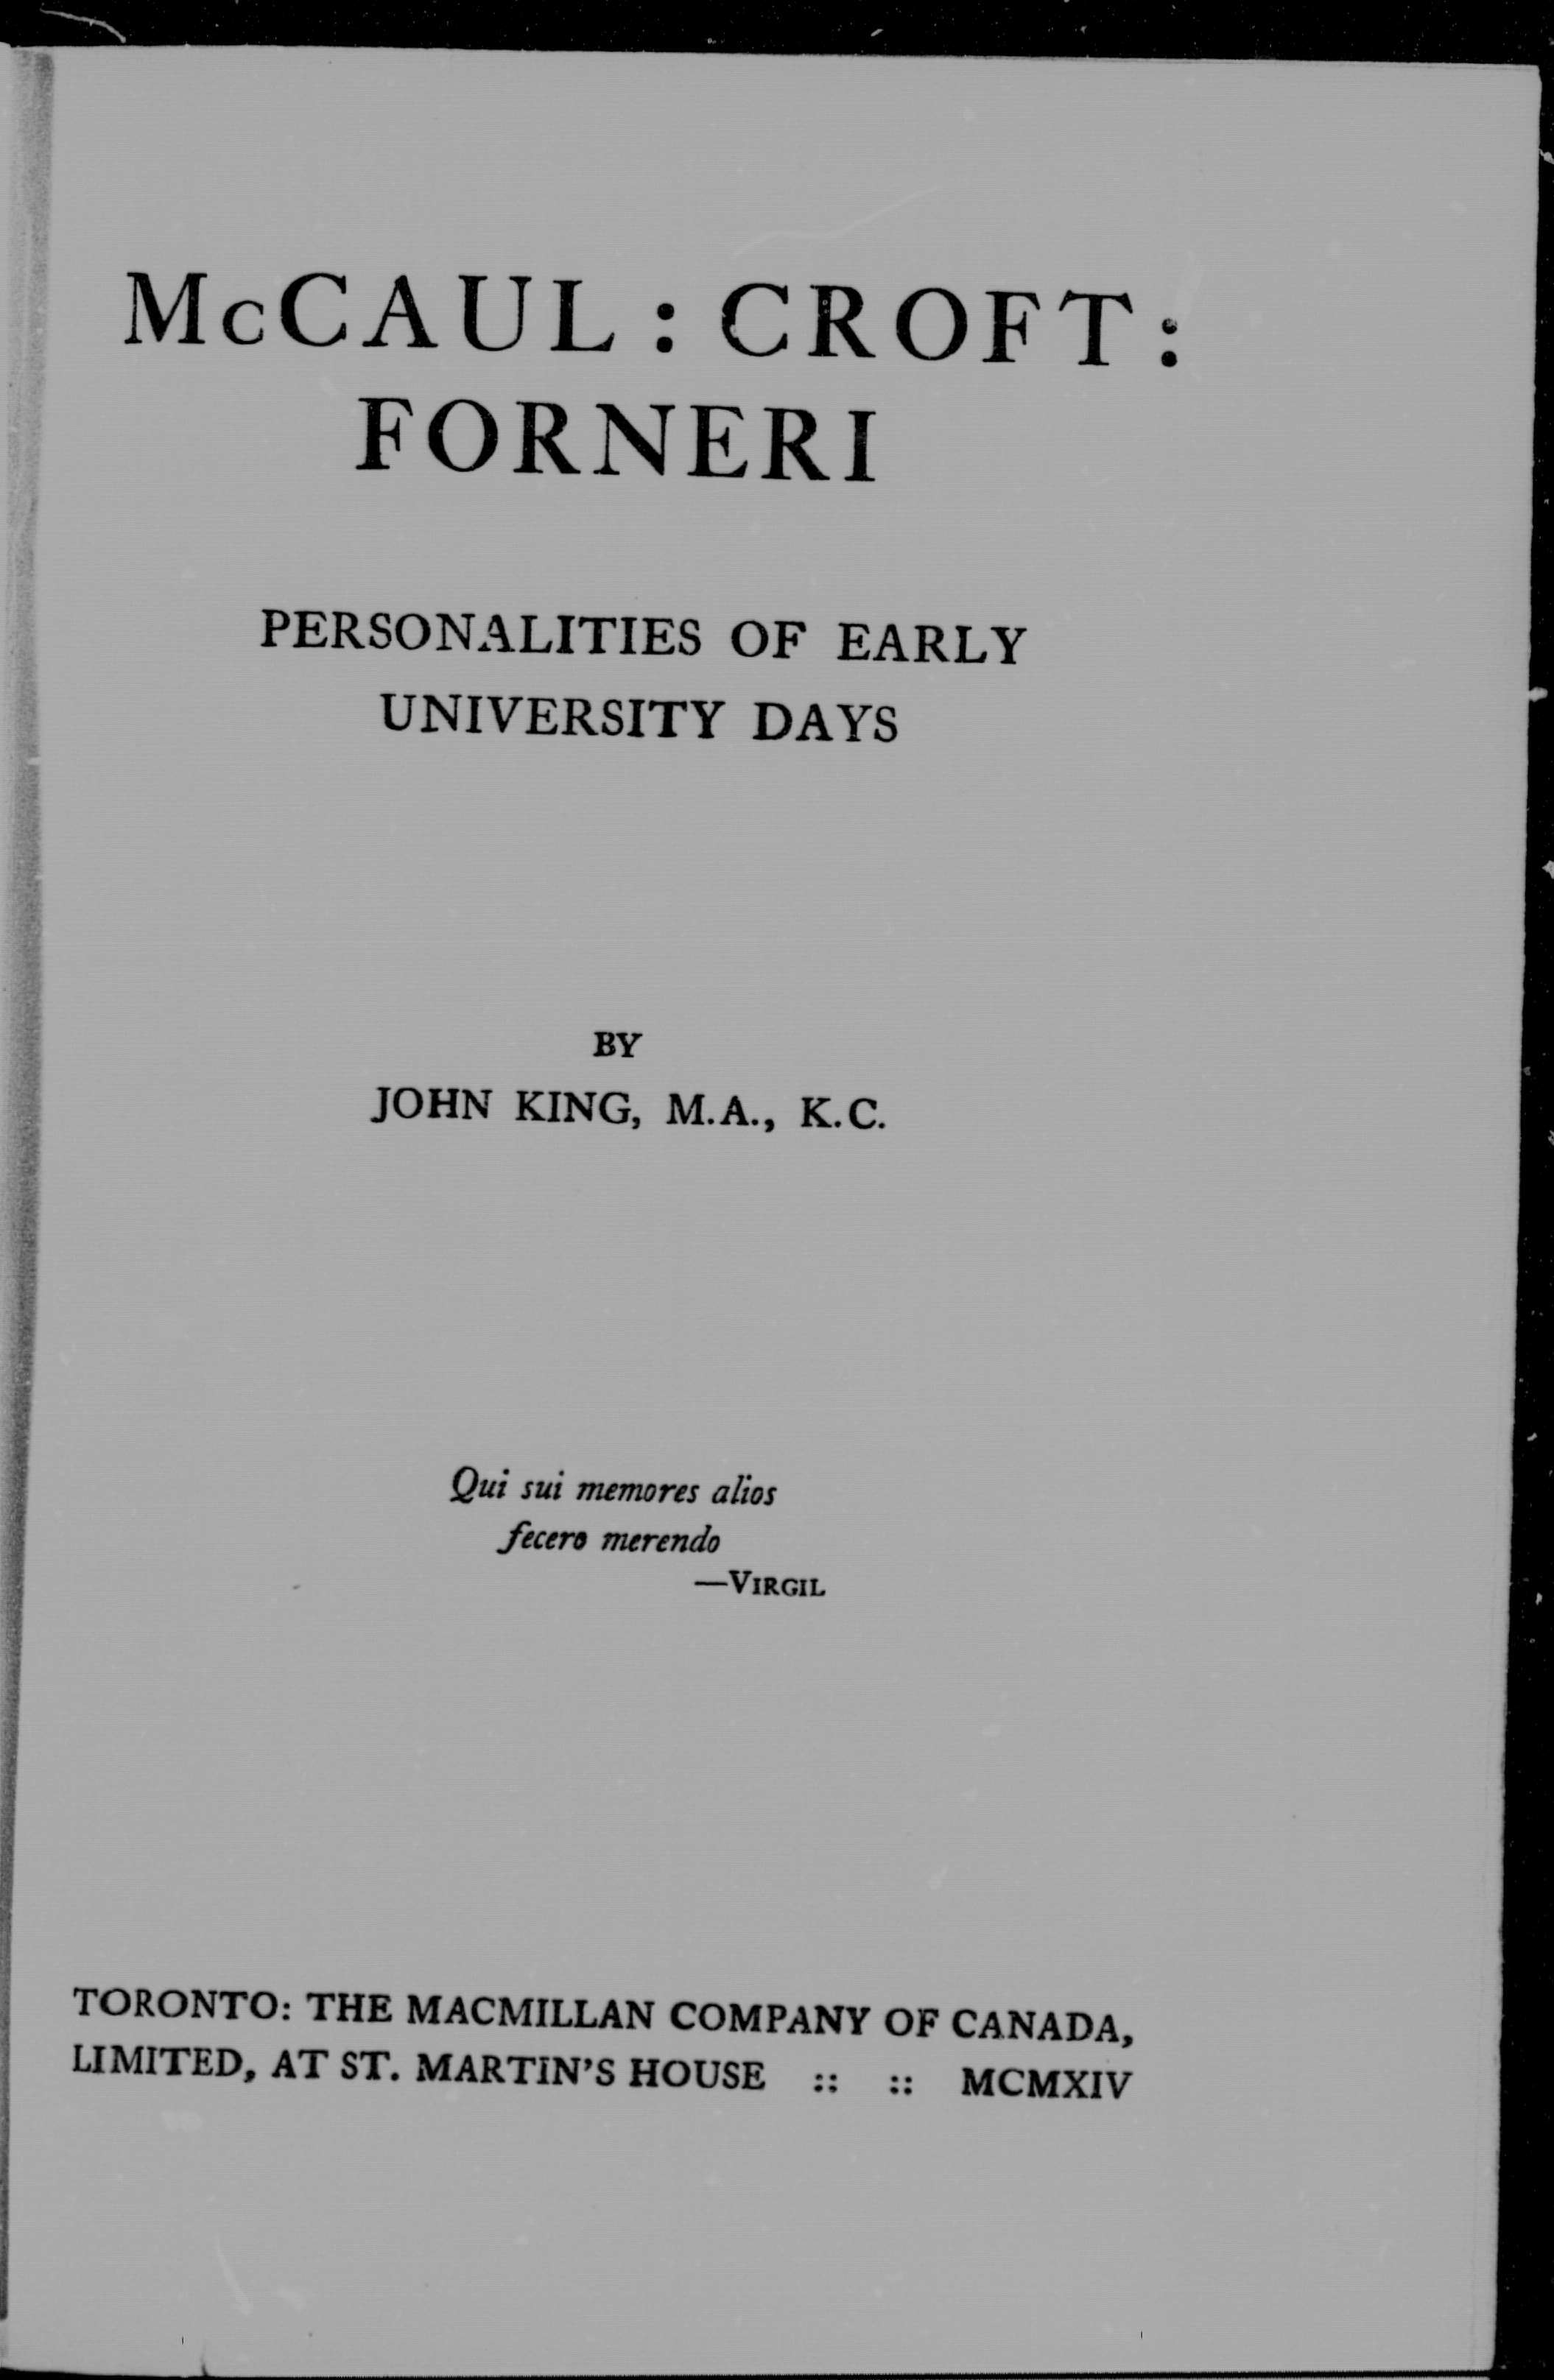 McCAUL : CROFT :
FORNERI
PERSONALITIES OF EARLY
UNIVERSITY DAYS
BY
JOHN KING, M.A., K.C.
Qui sui memores alios
fecero merendo
—VIRGIL
TORONTO: THE MACMILLAN COMPANY OF CANADA,
LIMITED, AT ST. MARTIN'S HOUSE :: :: MCMXIV